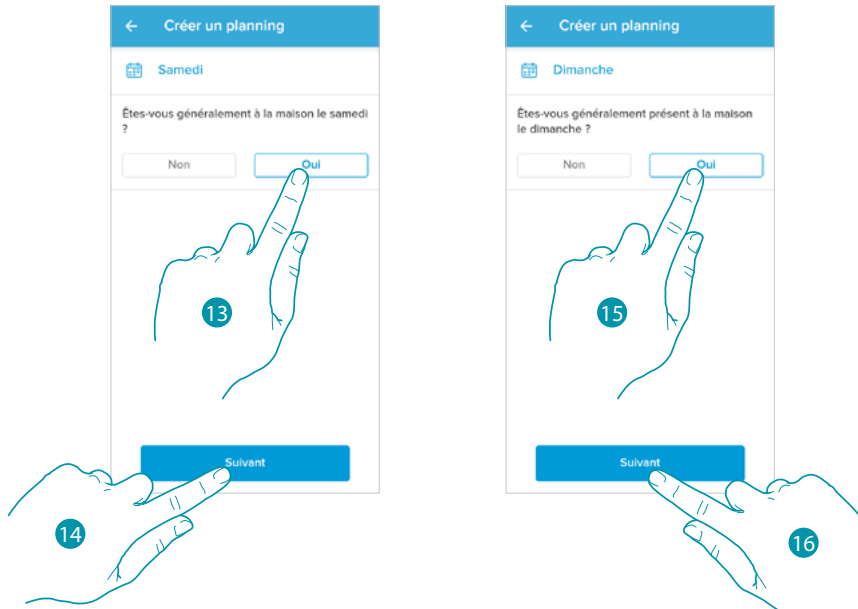 Créer un planning
Samedi
Êtes-vous généralement à la maison le samedi
?
Non
Oui
13
Suivant
14
Créer un planning
Dimanche
Êtes-vous généralement présent à la maison
le dimanche ?
Non
Oui
15
Suivant
16